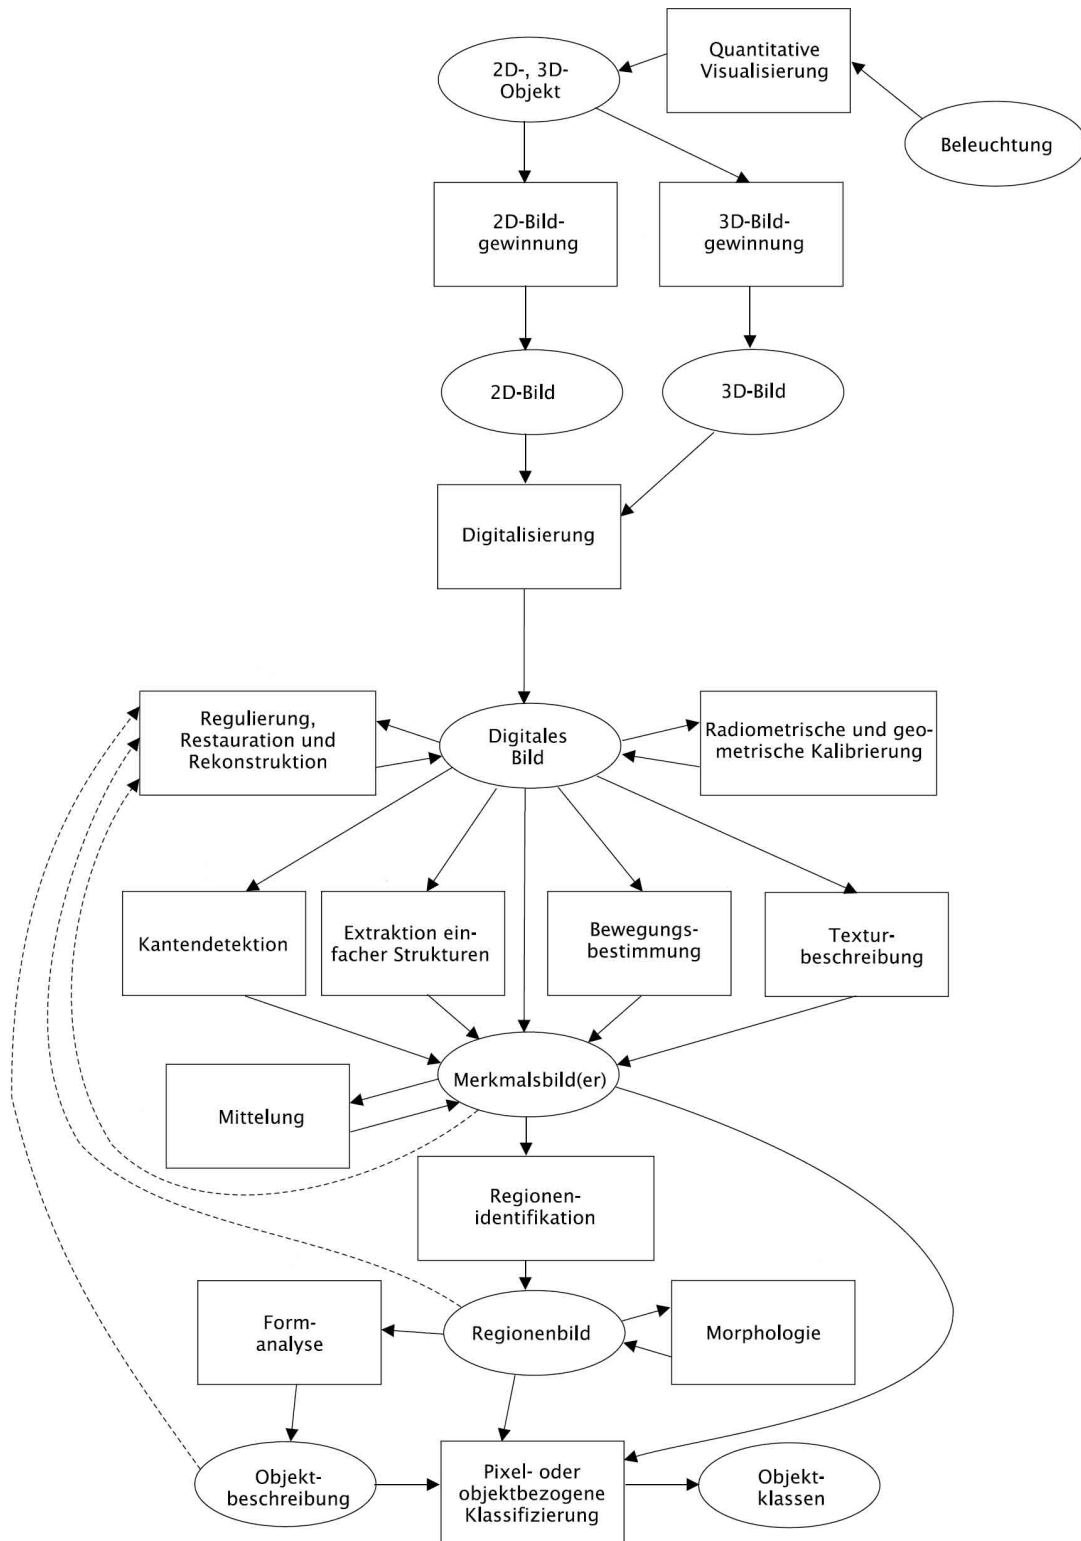 Quantitative
Visualisierung
2D-, 3D-
Objekt
Beleuchtung
2D-Bild-
gewinnung
3D-Bild-
gewinnung
2D-Bild
3D-Bild
Digitalisierung
Regulierung,
Restauration und
Rekonstruktion
Digitales
Bild
Radiometrische und geo-
metrische Kalibrierung
Kantendetektion
Extraktion ein-
facher Strukturen
Bewegungs-
bestimmung
Textur-
beschreibung
Merkmalsbild(er)
Mittelung
Regionen-
identifikation
Form-
analyse
Regionenbild
Morphologie
Objekt-
beschreibung
Pixel- oder
objektbezogene
Klassifizierung
Objekt-
klassen